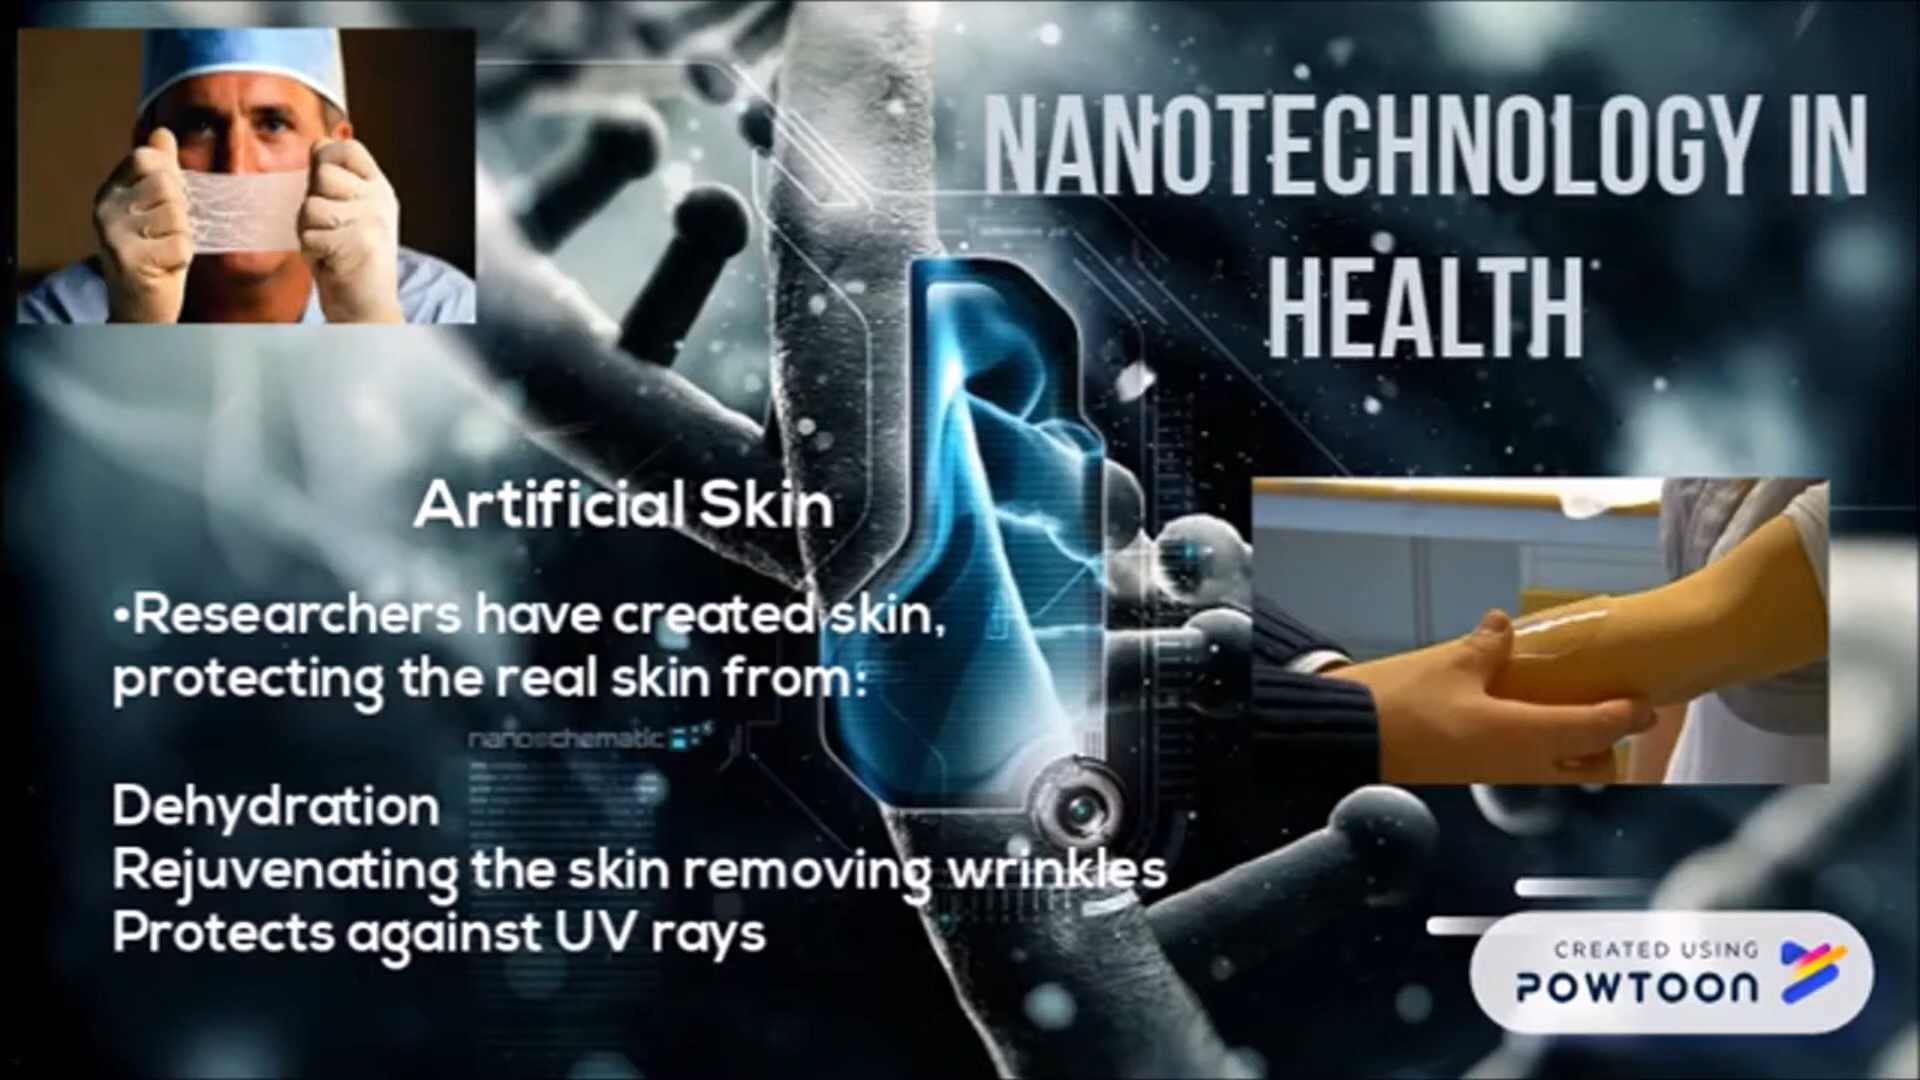 NANOTECHNOLOGY IN
HEALTH
Artificial Skin
•Researchers have created skin,
protecting the real skin from:
nanoschematic
Dehydration
Rejuvenating the skin removing wrinkles
Protects against UV rays
CREATED USING
POWTOON